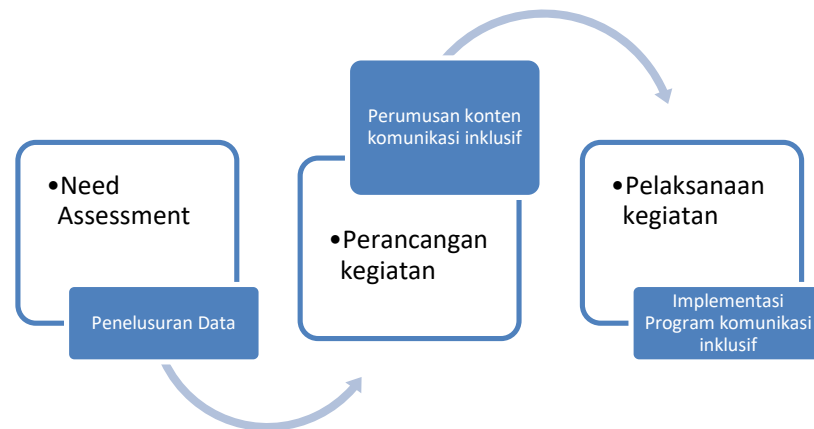 •Need
Assessment
Penelusuran Data
Perumusan konten
komunikasi inklusif
•Perancangan
kegiatan
•Pelaksanaan
kegiatan
Implementasi
Program komunikasi
inklusif